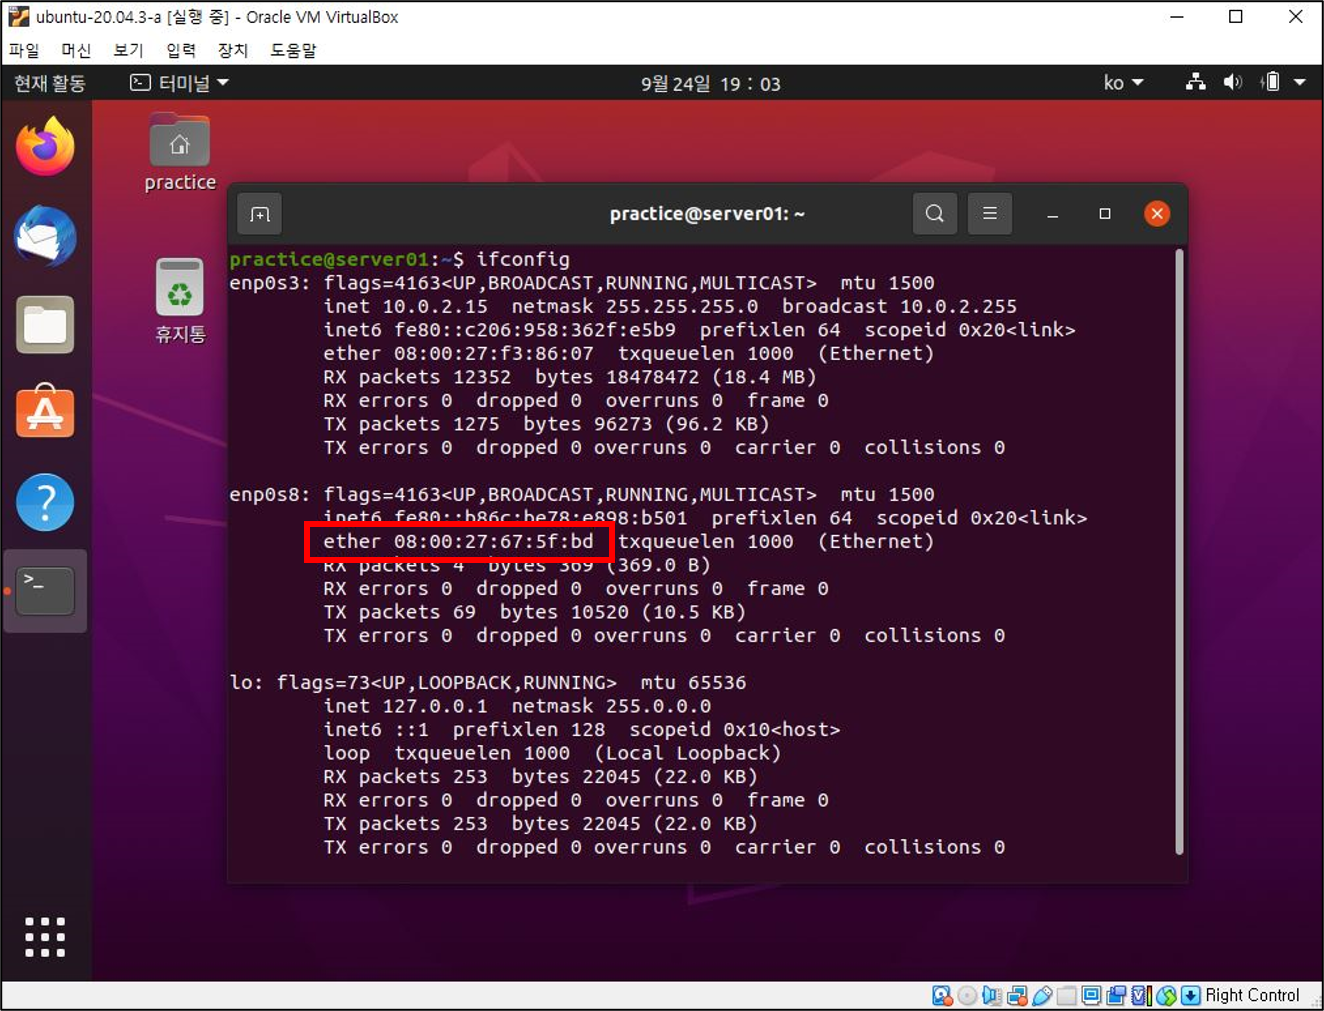 ubuntu-20.04.3-a [실행 중] - Oracle VM VirtualBox
파일 머신 보기 입력 장치 도움말
현재 활동 터미널 9월 24일 19 : 03 ko
practice
휴지통
practice@server01: ~
practice@server01:~$ ifconfig
enp0s3: flags=4163<UP,BROADCAST,RUNNING,MULTICAST>  mtu 1500
inet 10.0.2.15  netmask 255.255.255.0  broadcast 10.0.2.255
inet6 fe80::c206:958:362f:e5b9  prefixlen 64  scopeid 0x20<link>
ether 08:00:27:f3:86:07  txqueuelen 1000  (Ethernet)
RX packets 12352  bytes 18478472 (18.4 MB)
RX errors 0  dropped 0  overruns 0  frame 0
TX packets 1275  bytes 96273 (96.2 KB)
TX errors 0  dropped 0 overruns 0  carrier 0  collisions 0
enp0s8: flags=4163<UP,BROADCAST,RUNNING,MULTICAST>  mtu 1500
inet6 fe80::b86c:be78:e898:b501  prefixlen 64  scopeid 0x20<link>
ether 08:00:27:67:5f:bd  txqueuelen 1000  (Ethernet)
RX packets 4  bytes 369 (369.0 B)
RX errors 0  dropped 0  overruns 0  frame 0
TX packets 69  bytes 10520 (10.5 KB)
TX errors 0  dropped 0 overruns 0  carrier 0  collisions 0
lo: flags=73<UP,LOOPBACK,RUNNING>  mtu 65536
inet 127.0.0.1  netmask 255.0.0.0
inet6 ::1  prefixlen 128  scopeid 0x10<host>
loop  txqueuelen 1000  (Local Loopback)
RX packets 253  bytes 22045 (22.0 KB)
RX errors 0  dropped 0  overruns 0  frame 0
TX packets 253  bytes 22045 (22.0 KB)
TX errors 0  dropped 0 overruns 0  carrier 0  collisions 0
Right Control